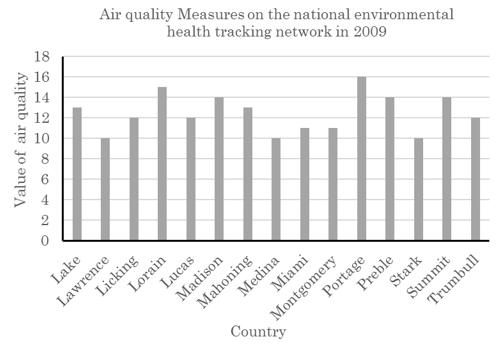 Air quality Measures on the national environmental
health tracking network in 2009
Value of air quality
18
16
14
12
10
8
6
4
2
0
Lake
Lawrence
Licking
Lorain
Lucas
Madison
Mahoning
Medina
Miami
Montgomery
Portage
Preble
Stark
Summit
Trumbull
Country